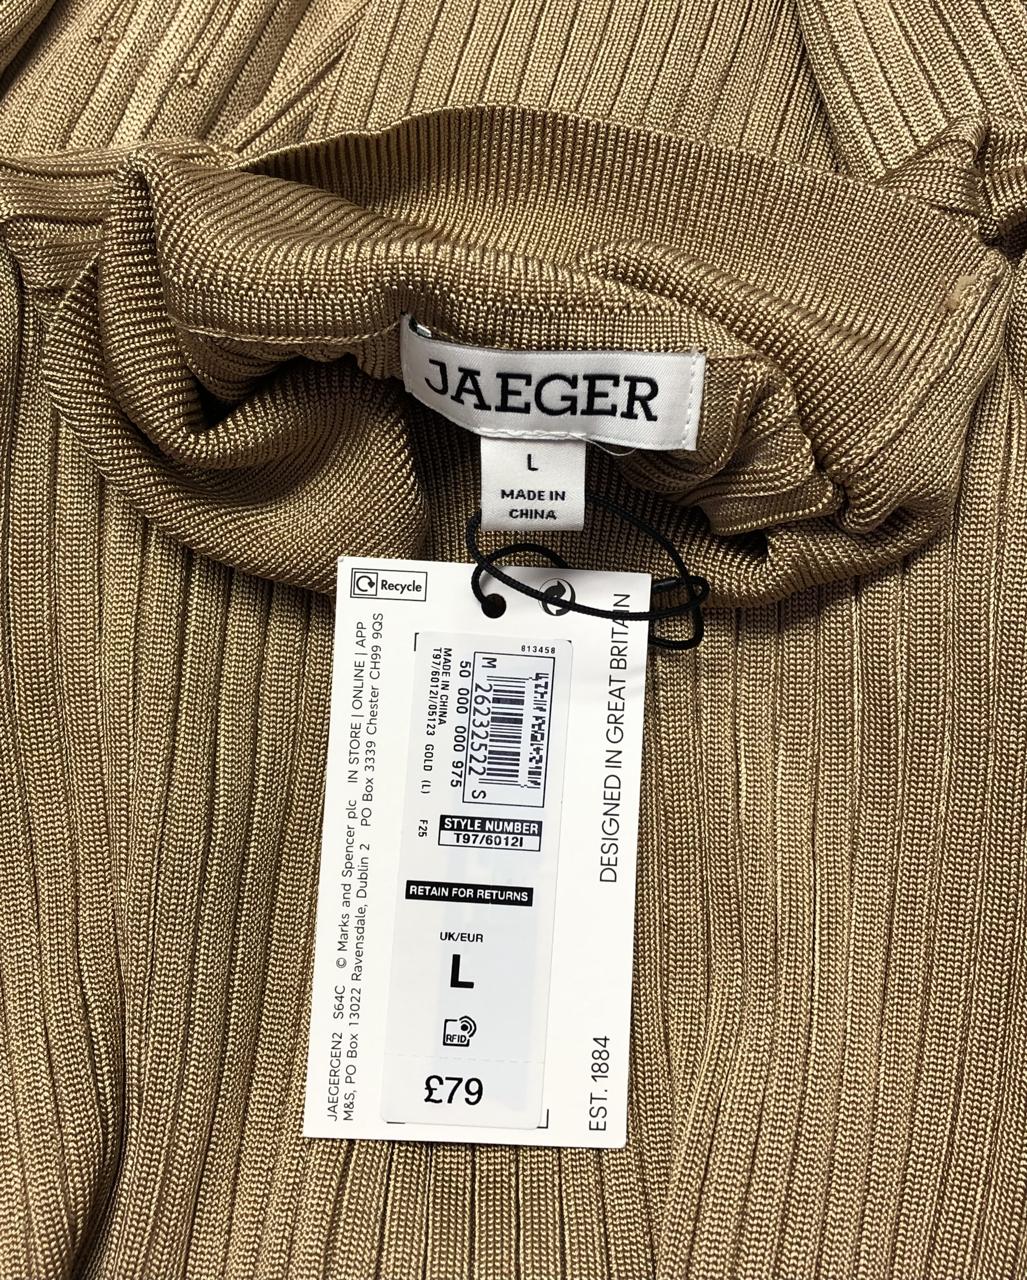 JAEGER
L
MADE IN
CHINA
Recycle
JAEGERGEN2 S64C © Marks and Spencer plc IN STORE | ONLINE | APP
M&S, PO Box 13022 Ravensdale, Dublin 2 PO Box 3339 Chester CH99 9QS
813458
M 26232522 S
50 000 000 975
MADE IN CHINA
T97/6012I/05123 GOLD (L) F25
STYLE NUMBER
T97/6012I
RETAIN FOR RETURNS
UK/EUR
L
RFID
£79
EST. 1884 DESIGNED IN GREAT BRITAIN